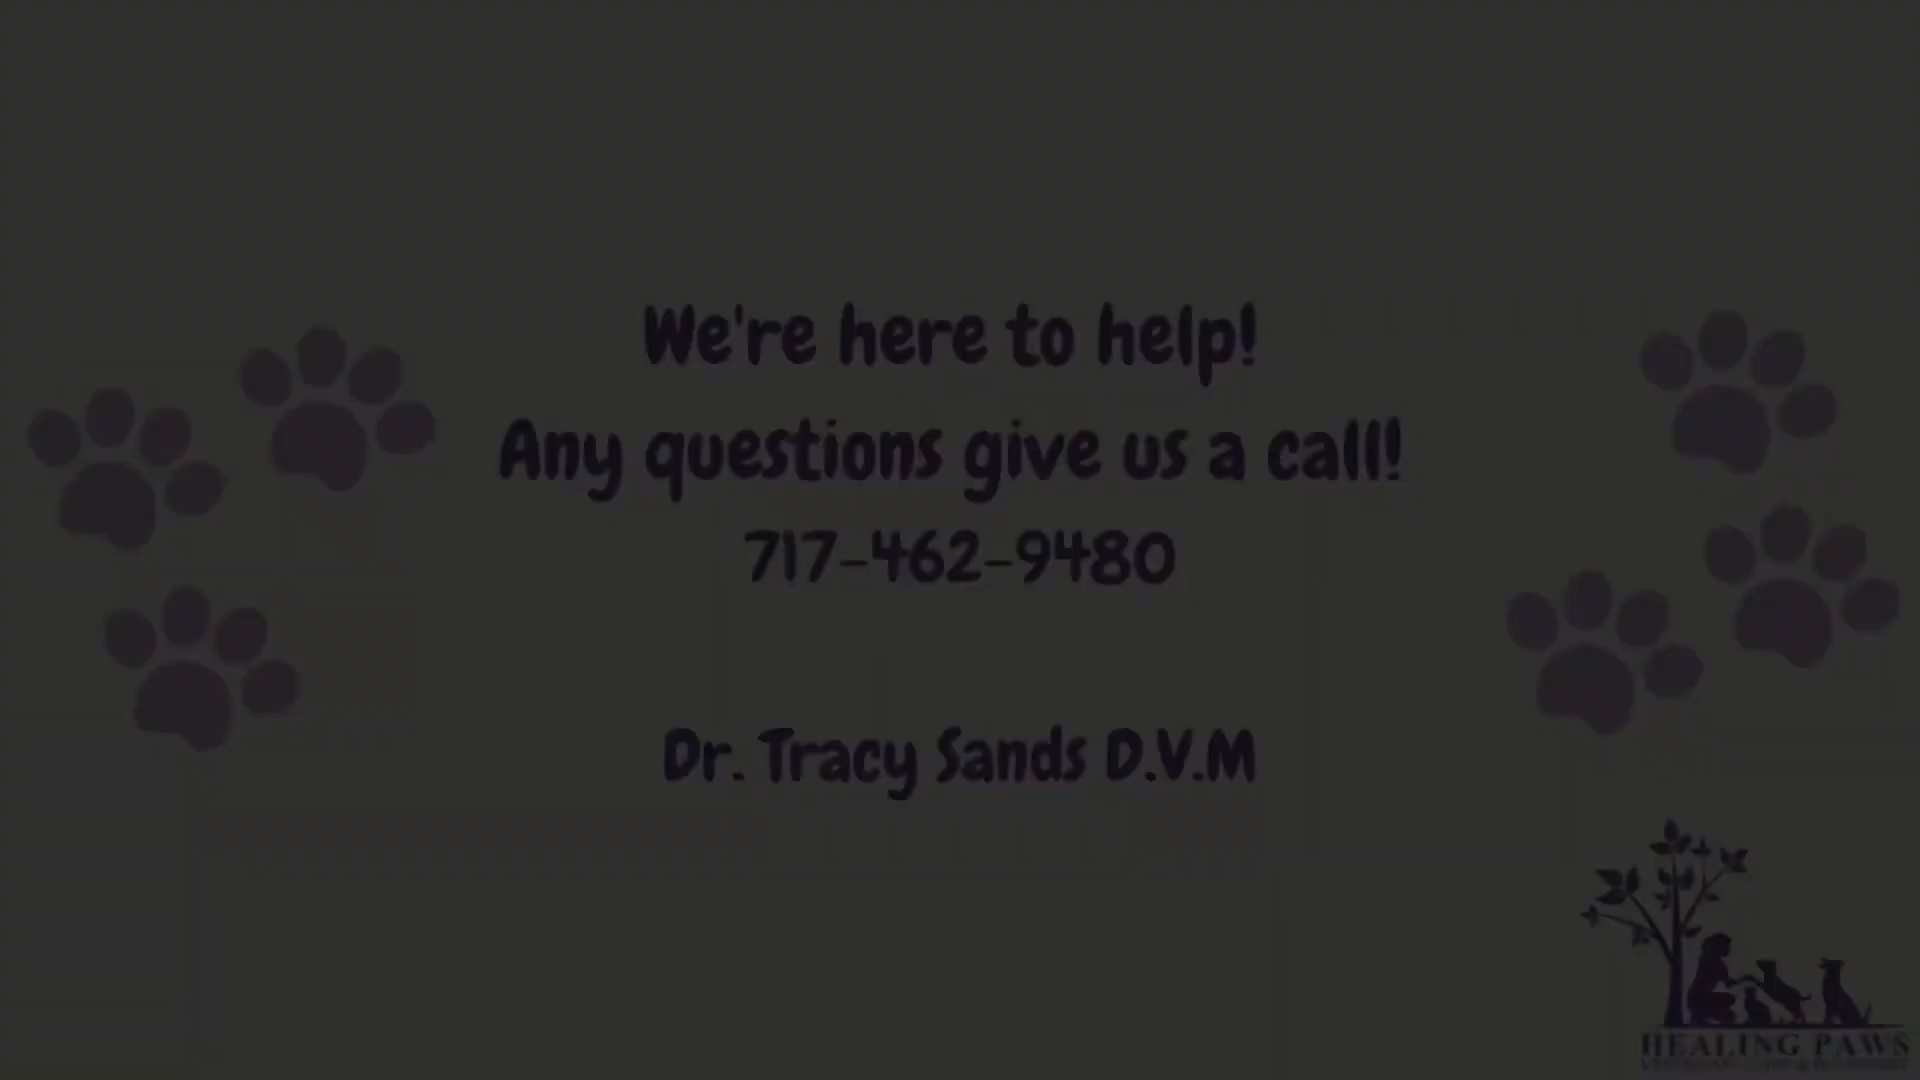 We're here to help!
Any questions give us a call!
717-462-9480
Dr. Tracy Sands D.V.M
HEALING PAWS